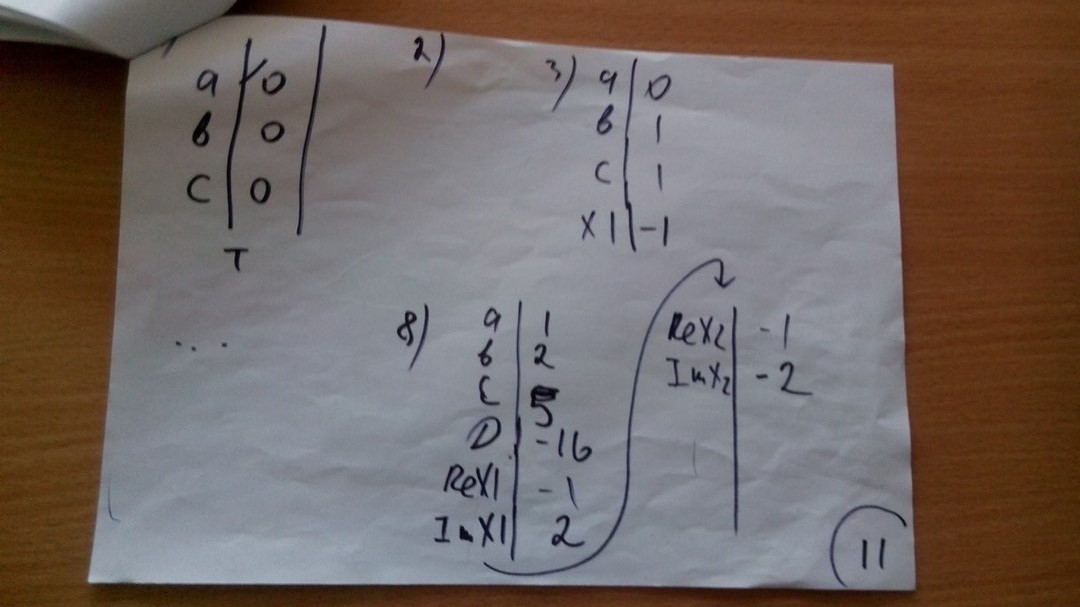 a | 0
b | 0
C | 0
T
2)
3) a | 0
b | 1
c | 1
X1 | -1
...
8) a | 1
b | 2
C | 5
D | -16
ReX1 | -1
ImX1 | 2
ReX2 | -1
ImX2 | -2
11